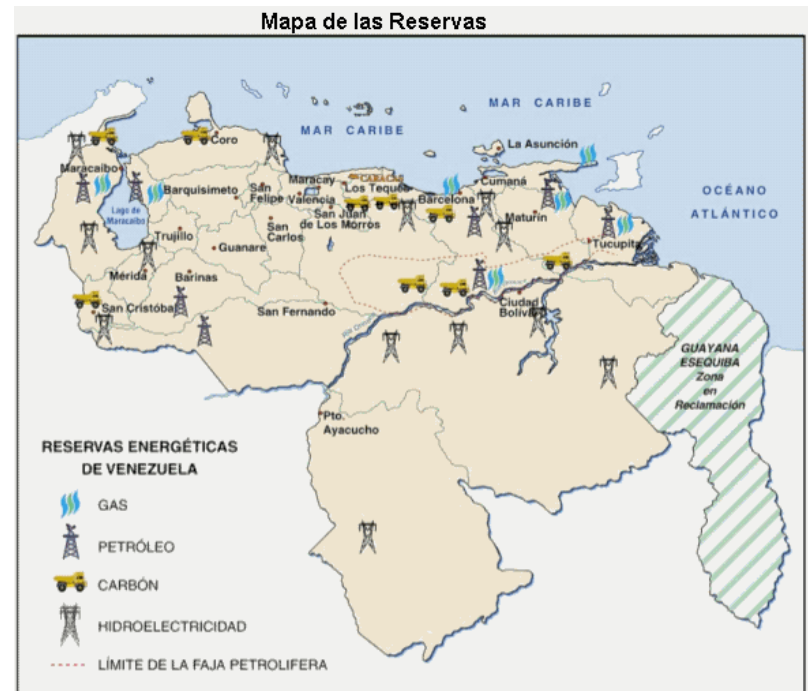 Mapa de las Reservas
MAR CARIBE
MAR CARIBE
OCÉANO
ATLÁNTICO
La Asunción
Coro
Maracaibo
Lago de
Maracaibo
Barquisimeto
San
Felipe
Maracay
Valencia
CARACAS
Los Teques
San Juan
de Los Morros
San
Carlos
Barcelona
Cumaná
Maturín
Tucupita
Trujillo
Guanare
Mérida
Barinas
San Cristóbal
San Fernando
Ciudad
Bolívar
Pto.
Ayacucho
GUAYANA
ESEQUIBA
Zona
en
Reclamación
RESERVAS ENERGÉTICAS
DE VENEZUELA
GAS
PETRÓLEO
CARBÓN
HIDROELECTRICIDAD
LÍMITE DE LA FAJA PETROLIFERA